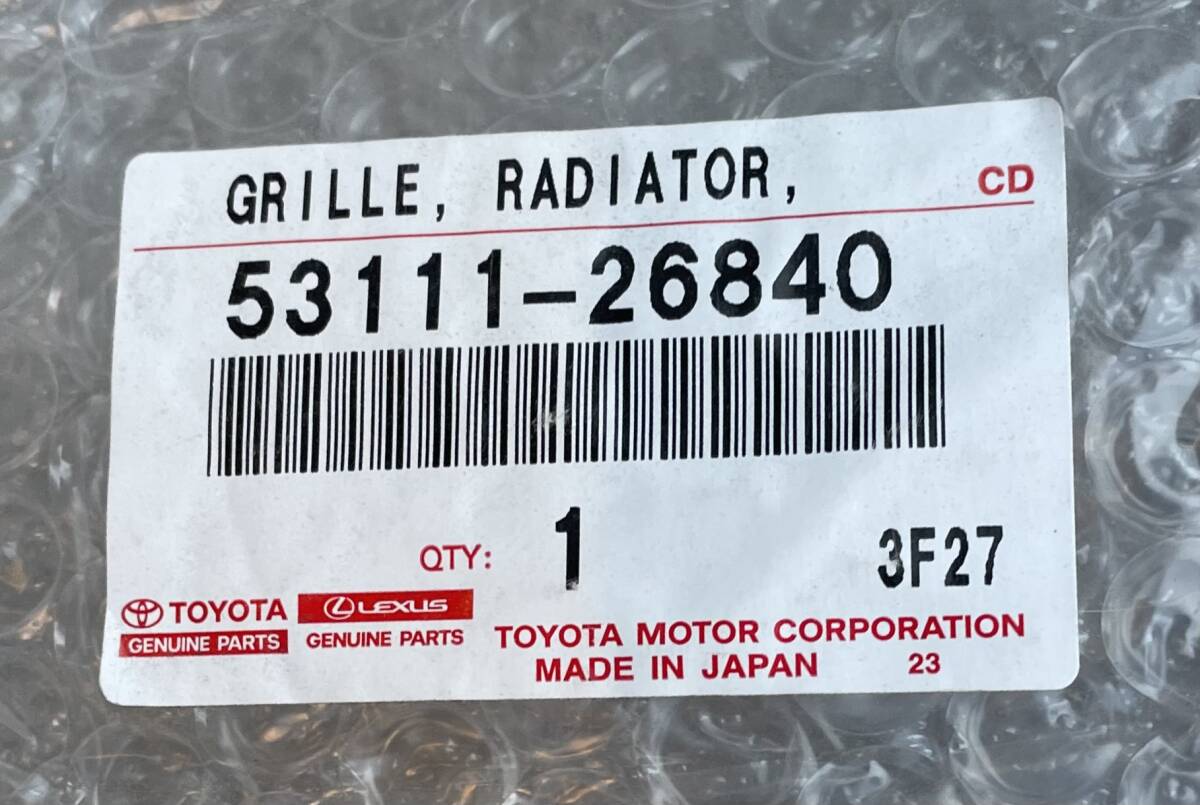 GRILLE, RADIATOR,
CD
53111-26840
QTY: 1
3F27
TOYOTA
GENUINE PARTS
LEXUS
GENUINE PARTS
TOYOTA MOTOR CORPORATION
MADE IN JAPAN 23